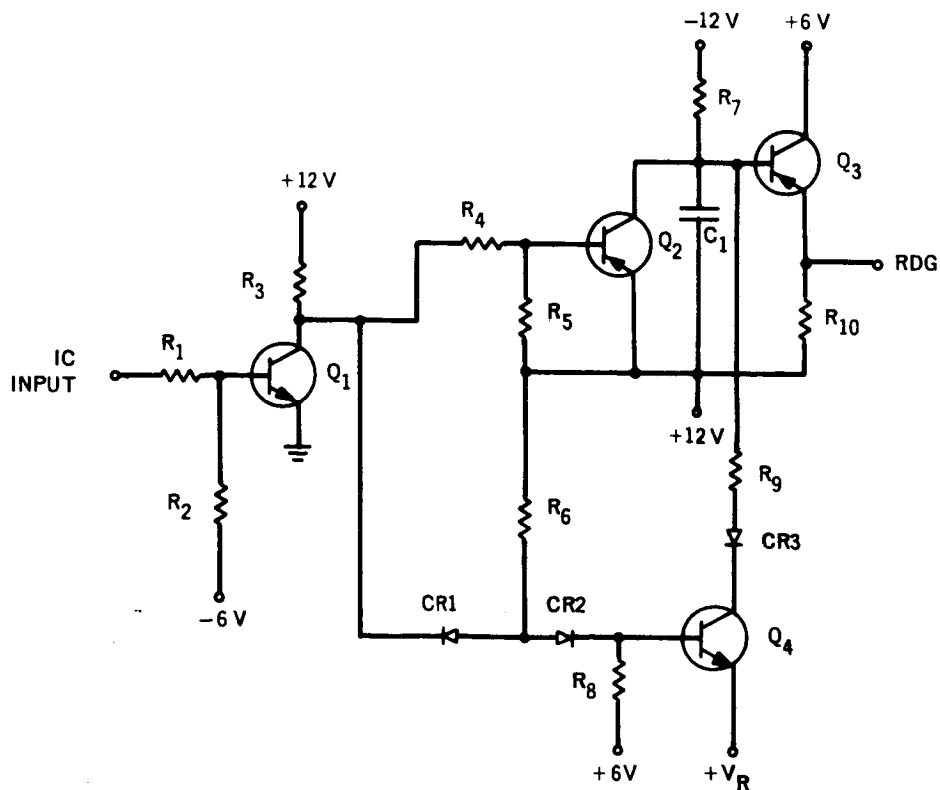 -12 V
+6 V
R7
Q3
+12 V
R4
Q2
C1
RDG
R3
R5
R10
IC
INPUT
R1
Q1
+12 V
R9
R2
R6
CR3
-6 V
CR1
CR2
Q4
R8
+6V
+VR